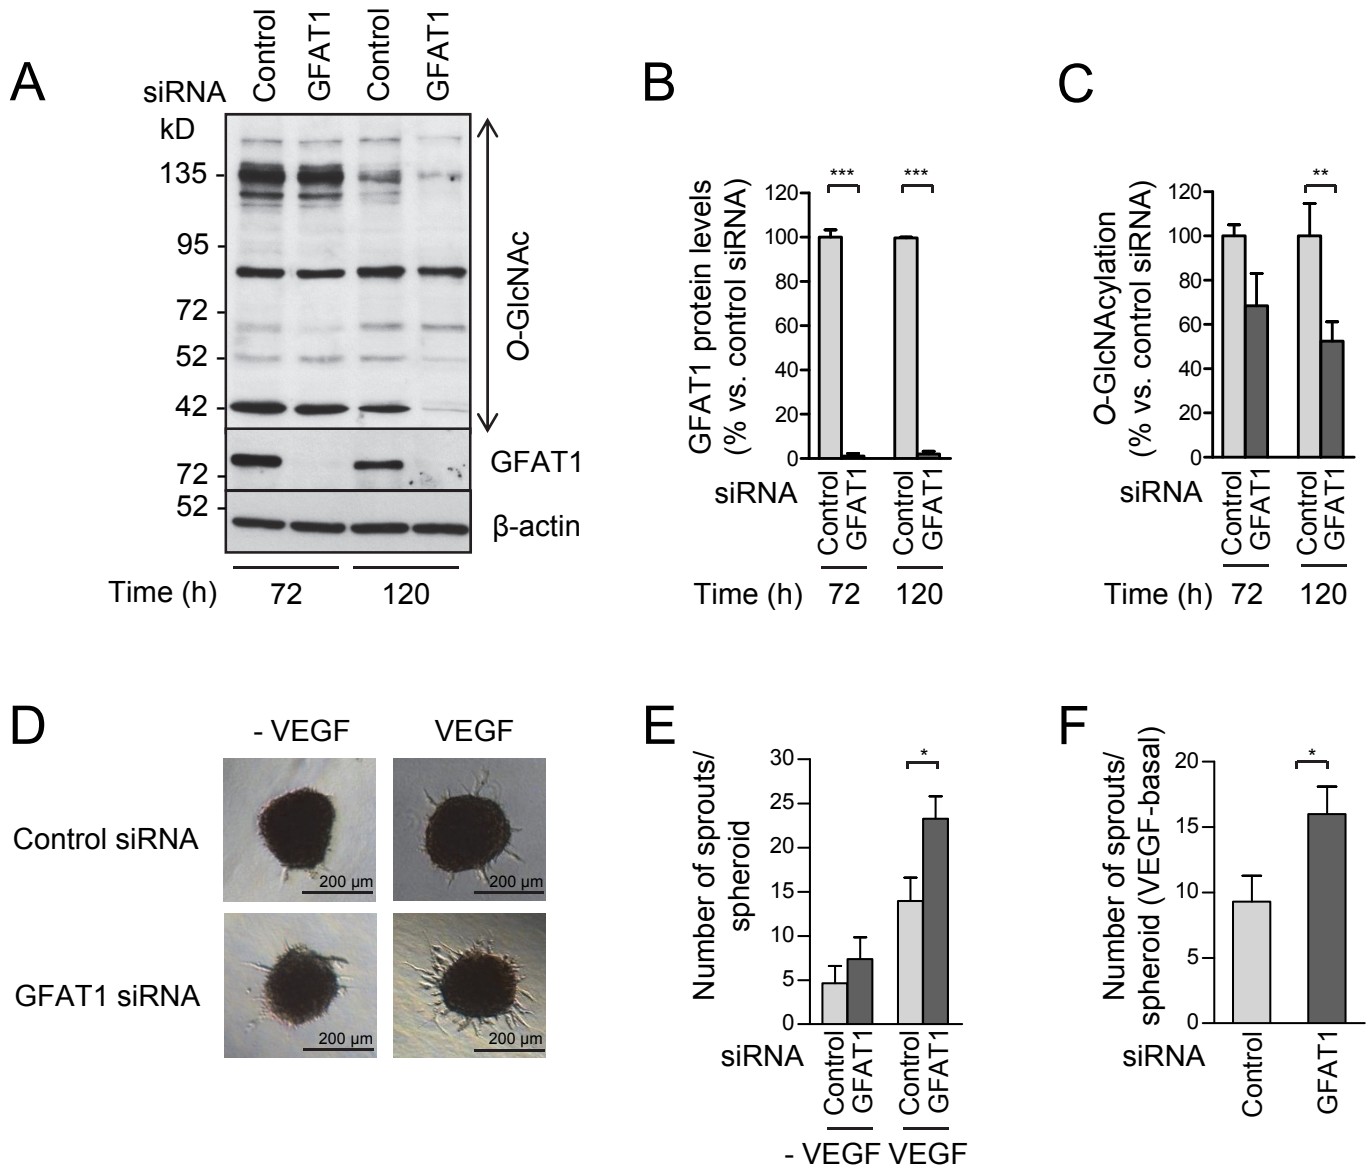 A
siRNA
Control
GFAT1
Control
GFAT1
kD
135
95
72
52
42
72
52
O-GlcNAc
GFAT1
β-actin
Time (h)
72
120
B
GFAT1 protein levels
(% vs. control siRNA)
120
100
80
60
40
20
0
***
***
siRNA
Control
GFAT1
Control
GFAT1
Time (h)
72
120
C
O-GlcNAcylation
(% vs. control siRNA)
120
100
80
60
40
20
0
**
siRNA
Control
GFAT1
Control
GFAT1
Time (h)
72
120
D
- VEGF
VEGF
Control siRNA
200 µm
200 µm
GFAT1 siRNA
200 µm
200 µm
E
Number of sprouts/
spheroid
30
25
20
15
10
5
0
*
siRNA
Control
GFAT1
Control
GFAT1
- VEGF
VEGF
F
Number of sprouts/
spheroid (VEGF-basal)
20
15
10
5
0
*
siRNA
Control
GFAT1